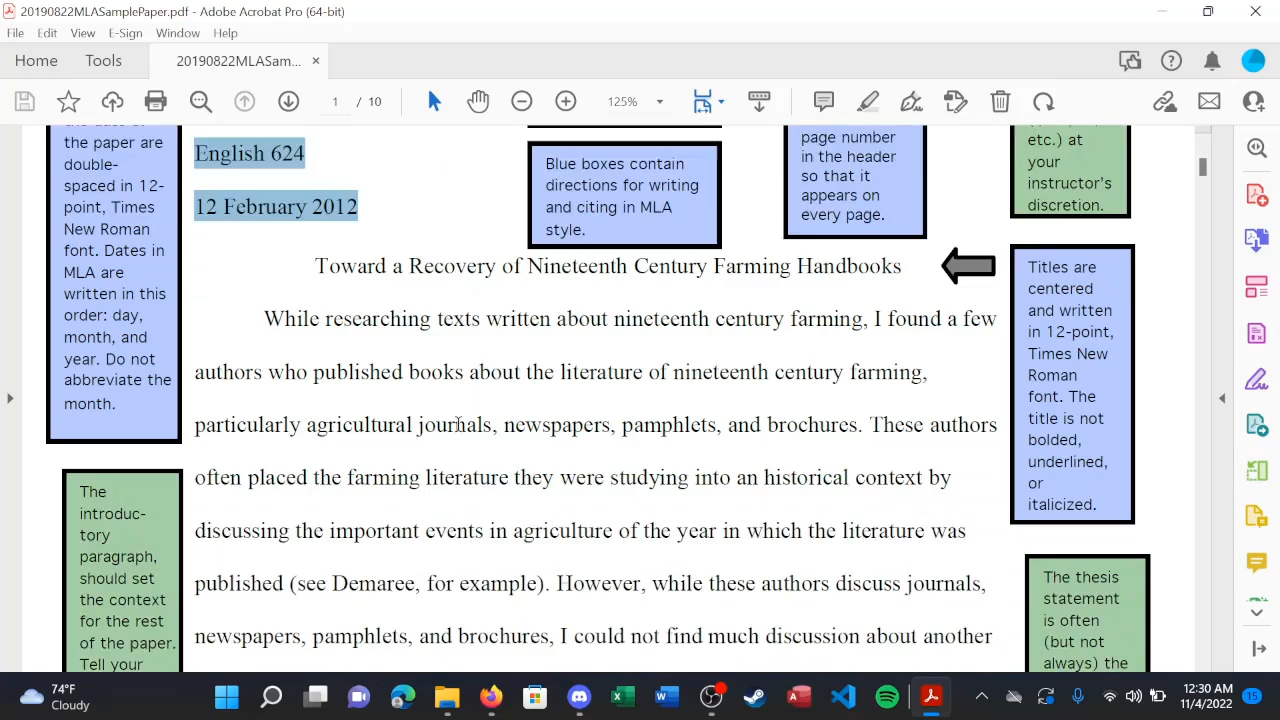 20190822MLASamplePaper.pdf - Adobe Acrobat Pro (64-bit)
File Edit View E-Sign Window Help
Home Tools 20190822MLASam... ×
1 / 10 125%
the paper are
double-
spaced in 12-
point, Times
New Roman
font. Dates in
MLA are
written in this
order: day,
month, and
year. Do not
abbreviate the
month.
The
introduc-
tory
paragraph,
should set
the context
for the rest
of the paper.
Tell your
English 624
12 February 2012
Blue boxes contain
directions for writing
and citing in MLA
style.
page number
in the header
so that it
appears on
every page.
etc.) at
your
instructor's
discretion.
Toward a Recovery of Nineteenth Century Farming Handbooks
While researching texts written about nineteenth century farming, I found a few
authors who published books about the literature of nineteenth century farming,
particularly agricultural journals, newspapers, pamphlets, and brochures. These authors
often placed the farming literature they were studying into an historical context by
discussing the important events in agriculture of the year in which the literature was
published (see Demaree, for example). However, while these authors discuss journals,
newspapers, pamphlets, and brochures, I could not find much discussion about another
Titles are
centered
and written
in 12-point,
Times New
Roman
font. The
title is not
bolded,
underlined,
or
italicized.
The thesis
statement
is often
(but not
always) the
74°F
Cloudy
12:30 AM
11/4/2022
15